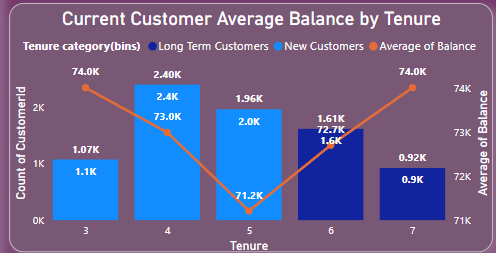 Current Customer Average Balance by Tenure
Tenure category(bins) Long Term Customers New Customers Average of Balance
74.0K
2.40K
74.0K
74K
1.96K
2K
2.4K
73.0K
2.0K
1.61K
72.7K
1.6K
73K
1.07K
1.1K
0.92K
0.9K
1K
72K
71.2K
0K
71K
3 4 5 6 7
Tenure
Count of CustomerId
Average of Balance